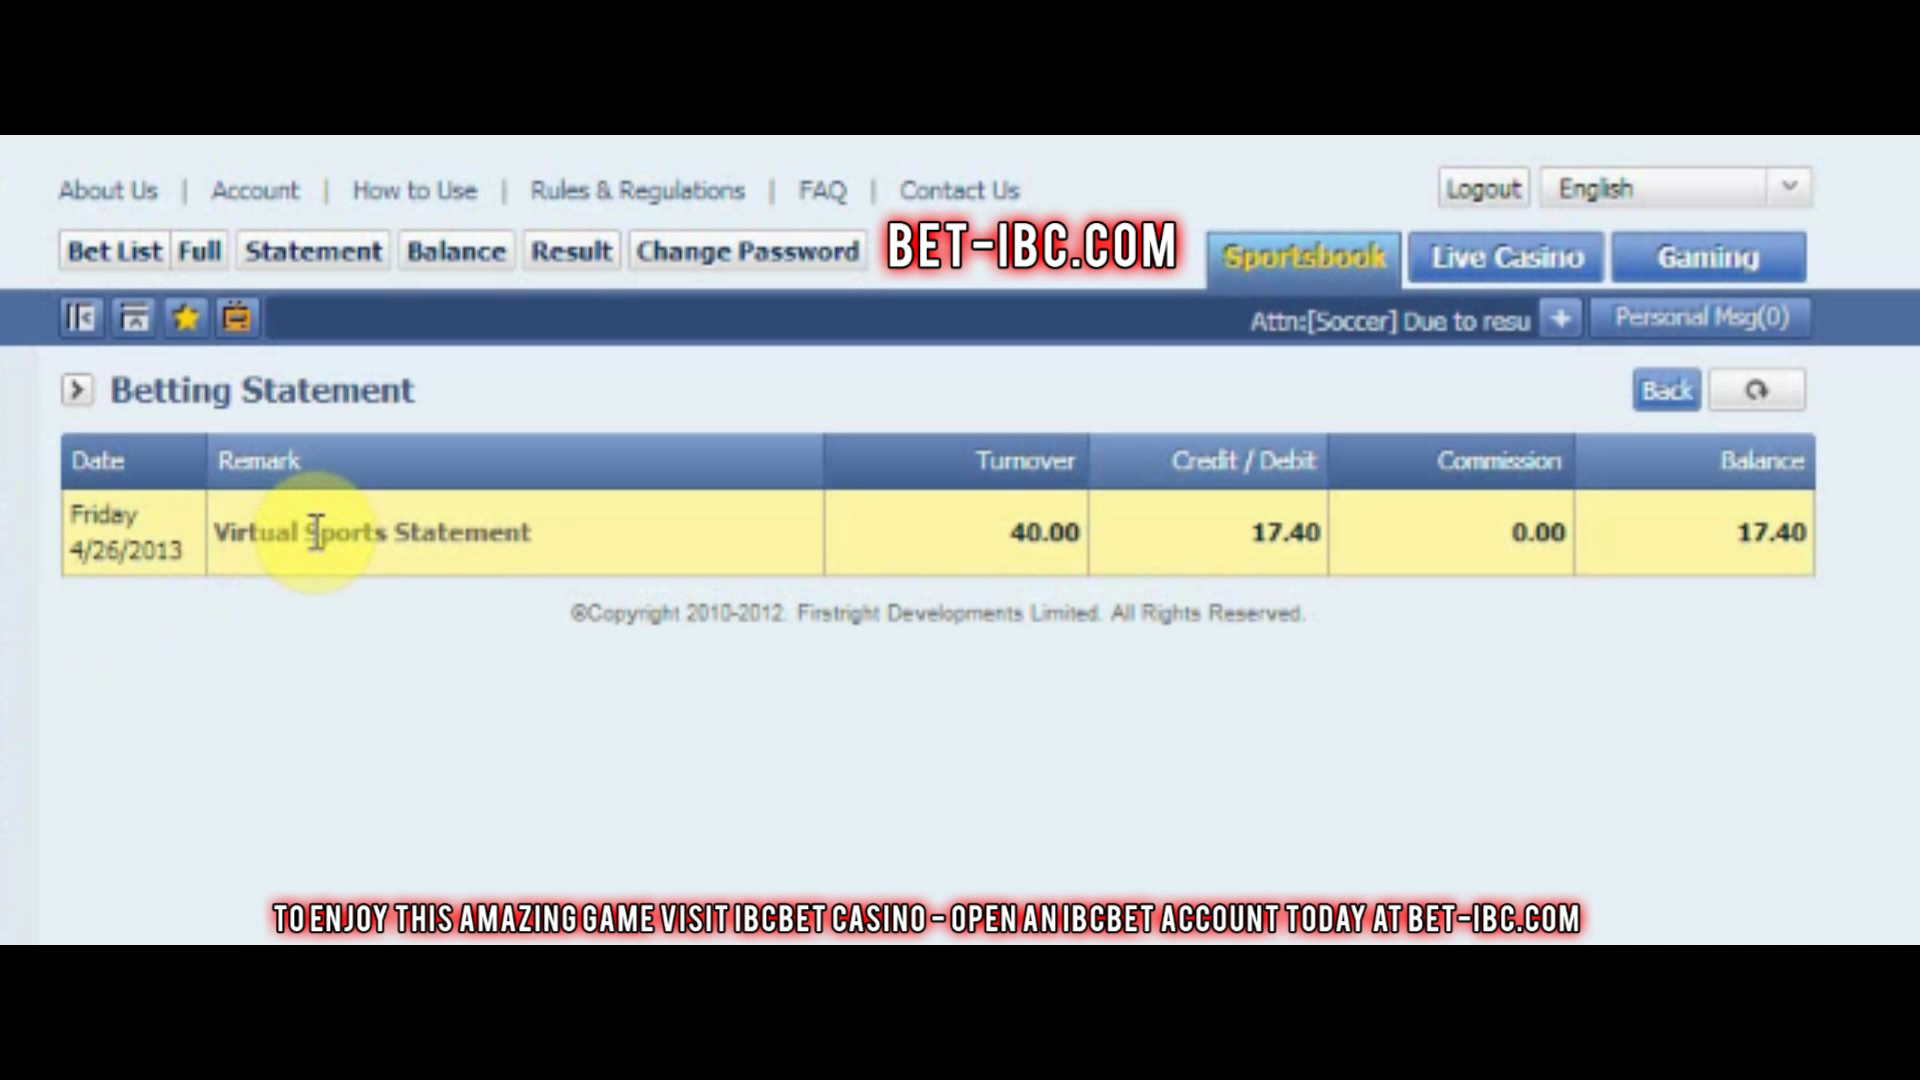 About Us | Account | How to Use | Rules & Regulations | FAQ | Contact Us
Logout English
Bet List Full Statement Balance Result Change Password
BET-IBC.COM
Sportsbook Live Casino Gaming
Attn:[Soccer] Due to resu
Personal Msg(0)
Betting Statement
Back
Date Remark Turnover Credit / Debit Commission Balance
Friday
4/26/2013
Virtual Sports Statement 40.00 17.40 0.00 17.40
©Copyright 2010-2012. Firstright Developments Limited. All Rights Reserved.
TO ENJOY THIS AMAZING GAME VISIT IBCBET CASINO - OPEN AN IBCBET ACCOUNT TODAY AT BET-IBC.COM